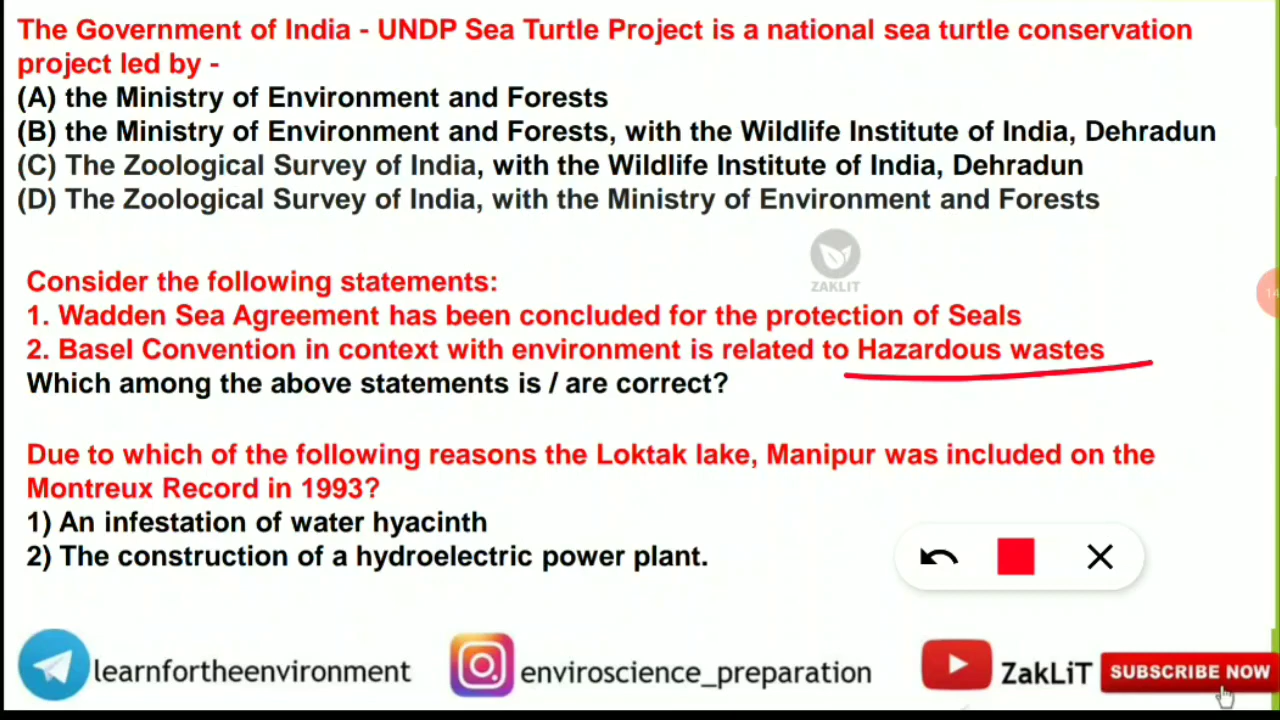 The Government of India - UNDP Sea Turtle Project is a national sea turtle conservation
project led by -
(A) the Ministry of Environment and Forests
(B) the Ministry of Environment and Forests, with the Wildlife Institute of India, Dehradun
(C) The Zoological Survey of India, with the Wildlife Institute of India, Dehradun
(D) The Zoological Survey of India, with the Ministry of Environment and Forests
ZAKLIT
Consider the following statements:
1. Wadden Sea Agreement has been concluded for the protection of Seals
2. Basel Convention in context with environment is related to Hazardous wastes
Which among the above statements is / are correct?
Due to which of the following reasons the Loktak lake, Manipur was included on the
Montreux Record in 1993?
1) An infestation of water hyacinth
2) The construction of a hydroelectric power plant.
learnfortheenvironment
enviroscience_preparation
ZakLiT
SUBSCRIBE NOW